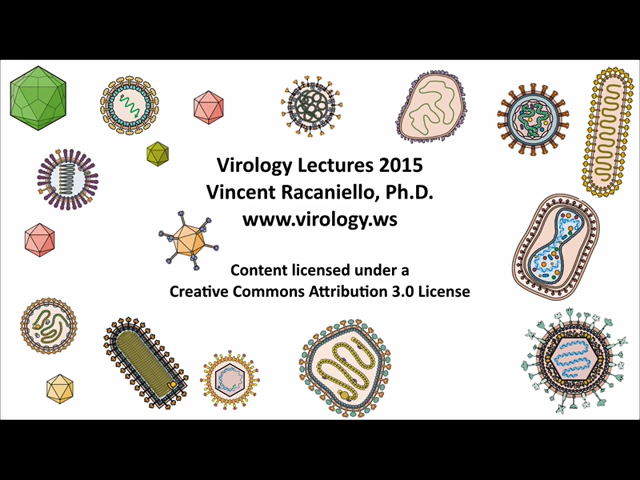 Virology Lectures 2015
Vincent Racaniello, Ph.D.
www.virology.ws
Content licensed under a
Creative Commons Attribution 3.0 License